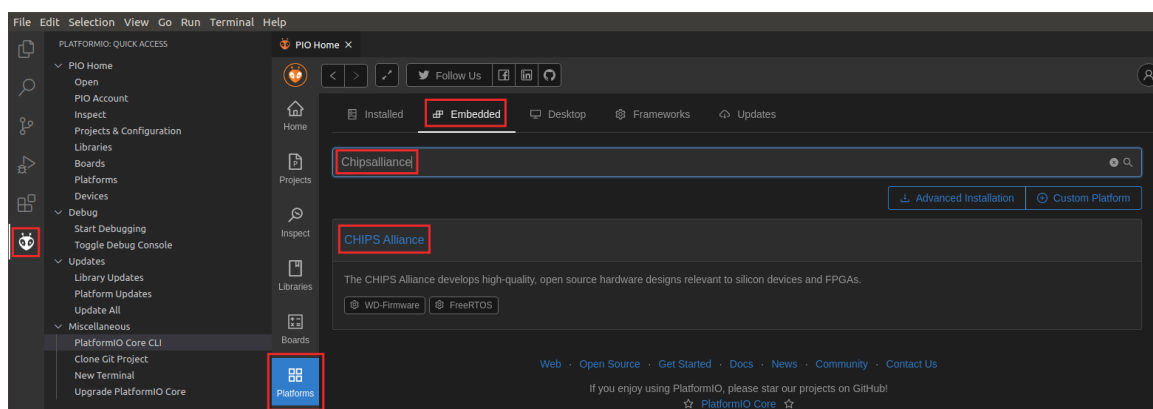 File Edit Selection View Go Run Terminal Help
PLATFORMIO: QUICK ACCESS
PIO Home
Open
PIO Account
Inspect
Projects & Configuration
Libraries
Boards
Platforms
Devices
Debug
Start Debugging
Toggle Debug Console
Updates
Library Updates
Platform Updates
Update All
Miscellaneous
PlatformIO Core CLI
Clone Git Project
New Terminal
Upgrade PlatformIO Core
PIO Home
Follow Us
Home
Projects
Inspect
Libraries
Boards
Platforms
Installed Embedded Desktop Frameworks Updates
Chipsalliance
Advanced Installation Custom Platform
CHIPS Alliance
The CHIPS Alliance develops high-quality, open source hardware designs relevant to silicon devices and FPGAs.
WD-Firmware FreeRTOS
Web · Open Source · Get Started · Docs · News · Community · Contact Us
If you enjoy using PlatformIO, please star our projects on GitHub!
☆ PlatformIO Core ☆